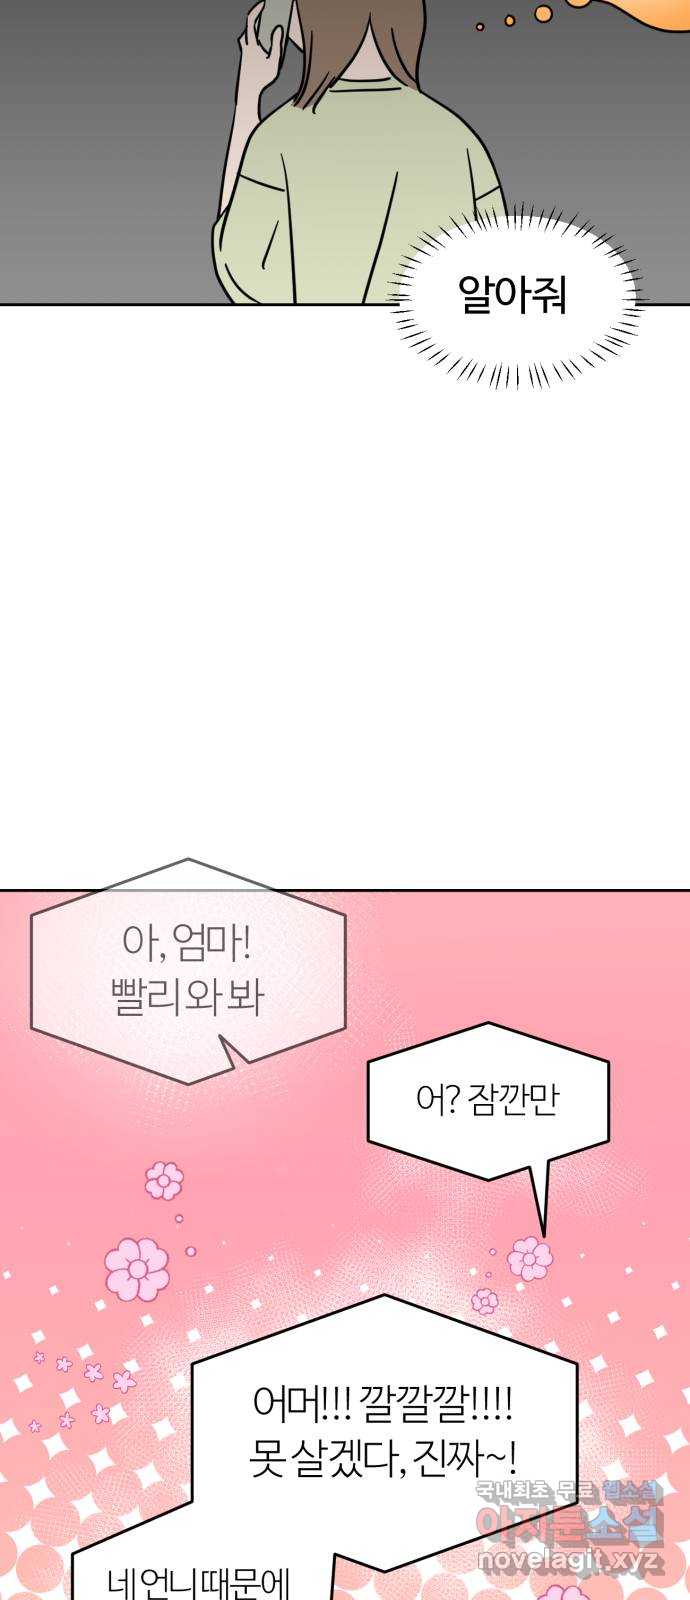 알아줘
아, 엄마!
빨리 와 봐
어? 잠깐만
어머!!! 깔깔깔!!!!
못 살겠다, 진짜~!
국내최초 무료 웹소설
아지툰소설
novelagit.xyz
네 언니 때문에